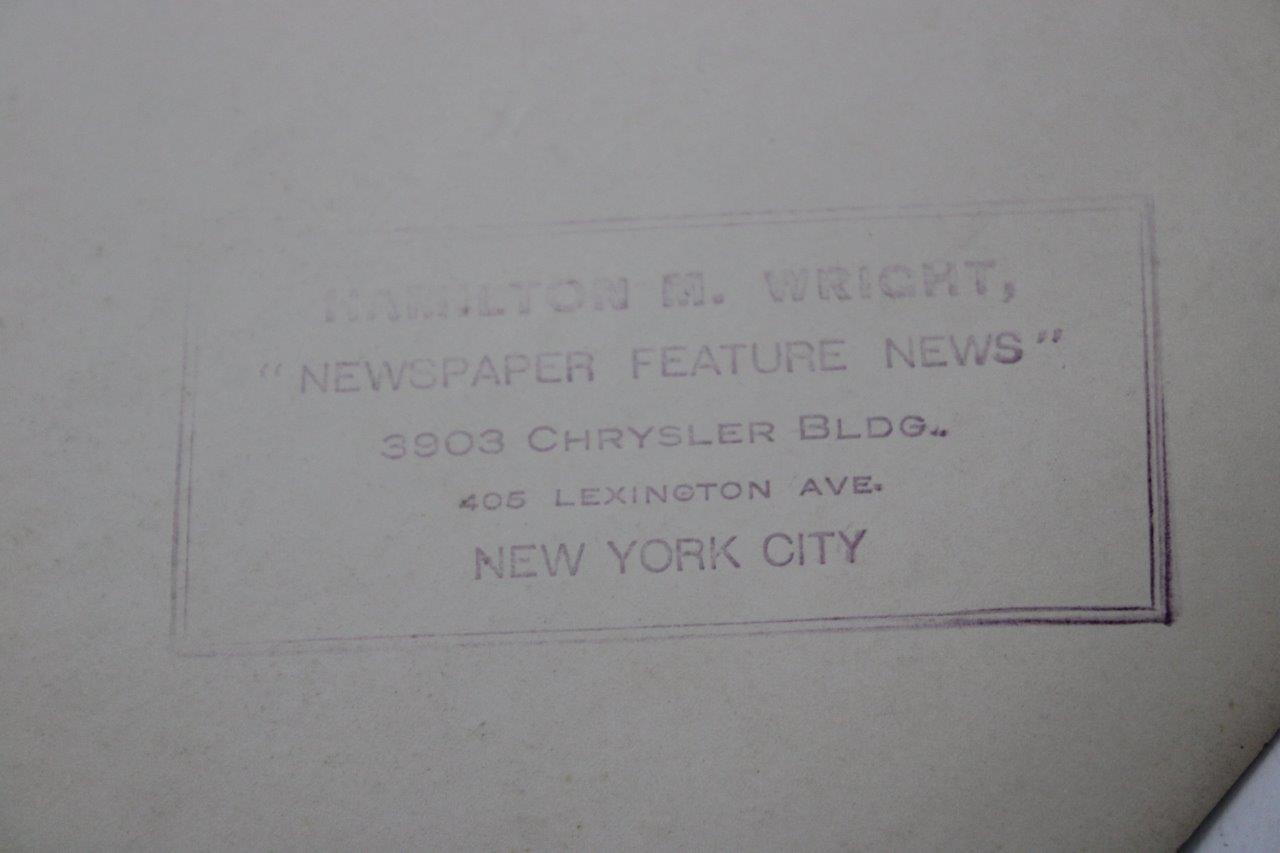 HAMILTON M. WRIGHT,
"NEWSPAPER FEATURE NEWS"
3903 CHRYSLER BLDG.,
405 LEXINGTON AVE.
NEW YORK CITY